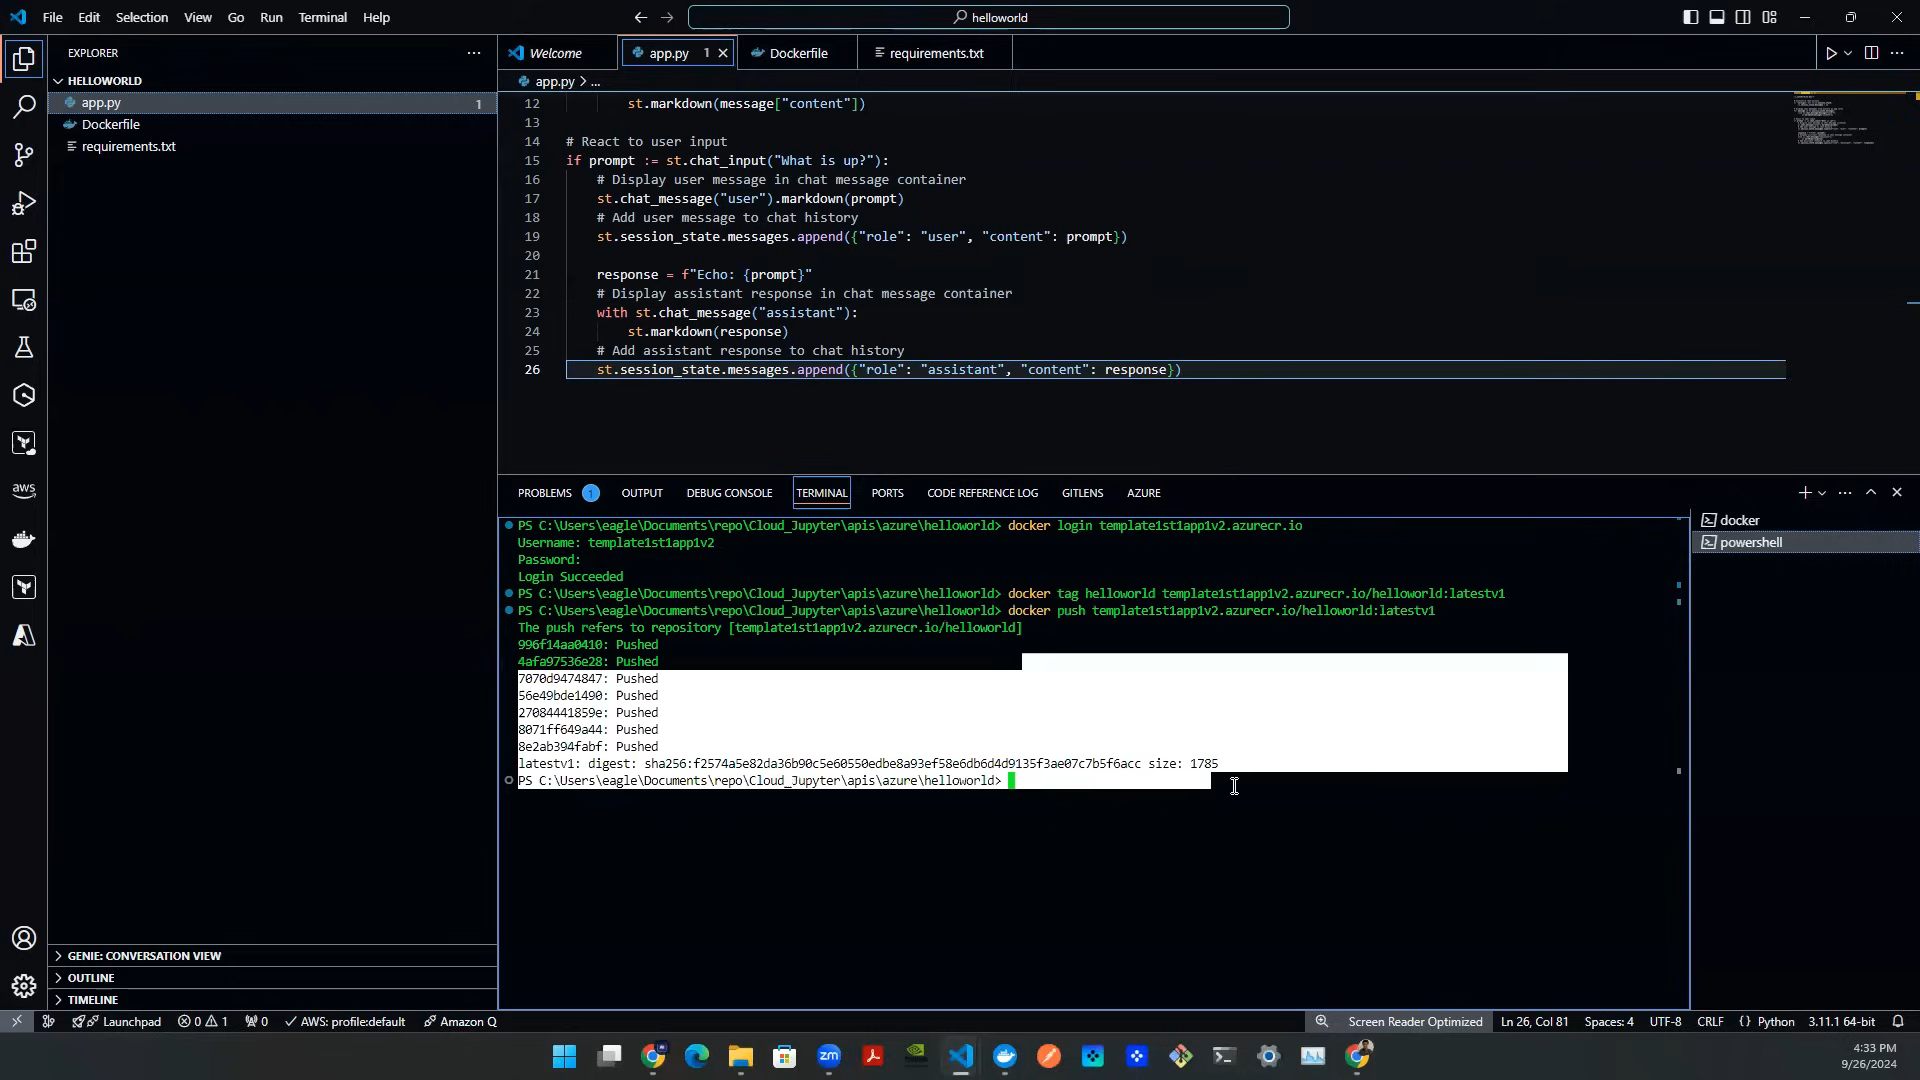 File Edit Selection View Go Run Terminal Help
helloworld
EXPLORER
HELLOWORLD
app.py 1
Dockerfile
requirements.txt
Welcome
app.py 1
Dockerfile
requirements.txt
app.py > ...
12 st.markdown(message["content"])
13
14 # React to user input
15 if prompt := st.chat_input("What is up?"):
16 # Display user message in chat message container
17 st.chat_message("user").markdown(prompt)
18 # Add user message to chat history
19 st.session_state.messages.append({"role": "user", "content": prompt})
20
21 response = f"Echo: {prompt}"
22 # Display assistant response in chat message container
23 with st.chat_message("assistant"):
24 st.markdown(response)
25 # Add assistant response to chat history
26 st.session_state.messages.append({"role": "assistant", "content": response})
PROBLEMS 1 OUTPUT DEBUG CONSOLE TERMINAL PORTS CODE REFERENCE LOG GITLENS AZURE
PS C:\Users\eagle\Documents\repo\Cloud_Jupyter\apis\azure\helloworld> docker login template1st1app1v2.azurecr.io
Username: template1st1app1v2
Password:
Login Succeeded
PS C:\Users\eagle\Documents\repo\Cloud_Jupyter\apis\azure\helloworld> docker tag helloworld template1st1app1v2.azurecr.io/helloworld:latestv1
PS C:\Users\eagle\Documents\repo\Cloud_Jupyter\apis\azure\helloworld> docker push template1st1app1v2.azurecr.io/helloworld:latestv1
The push refers to repository [template1st1app1v2.azurecr.io/helloworld]
996f14aa0410: Pushed
4afa97536e28: Pushed
7070d9474847: Pushed
56e49bde1490: Pushed
27084441859e: Pushed
8071ff649a44: Pushed
8e2ab394fabf: Pushed
latestv1: digest: sha256:f2574a5e82da36b90c5e60550edbe8a93ef58e6db6d4d9135f3ae07c7b5f6acc size: 1785
PS C:\Users\eagle\Documents\repo\Cloud_Jupyter\apis\azure\helloworld>
docker
powershell
aws
GENIE: CONVERSATION VIEW
OUTLINE
TIMELINE
Launchpad 0 1 0 AWS: profile:default Amazon Q
Screen Reader Optimized Ln 26, Col 81 Spaces: 4 UTF-8 CRLF {} Python 3.11.1 64-bit
zm
4:33 PM
9/26/2024